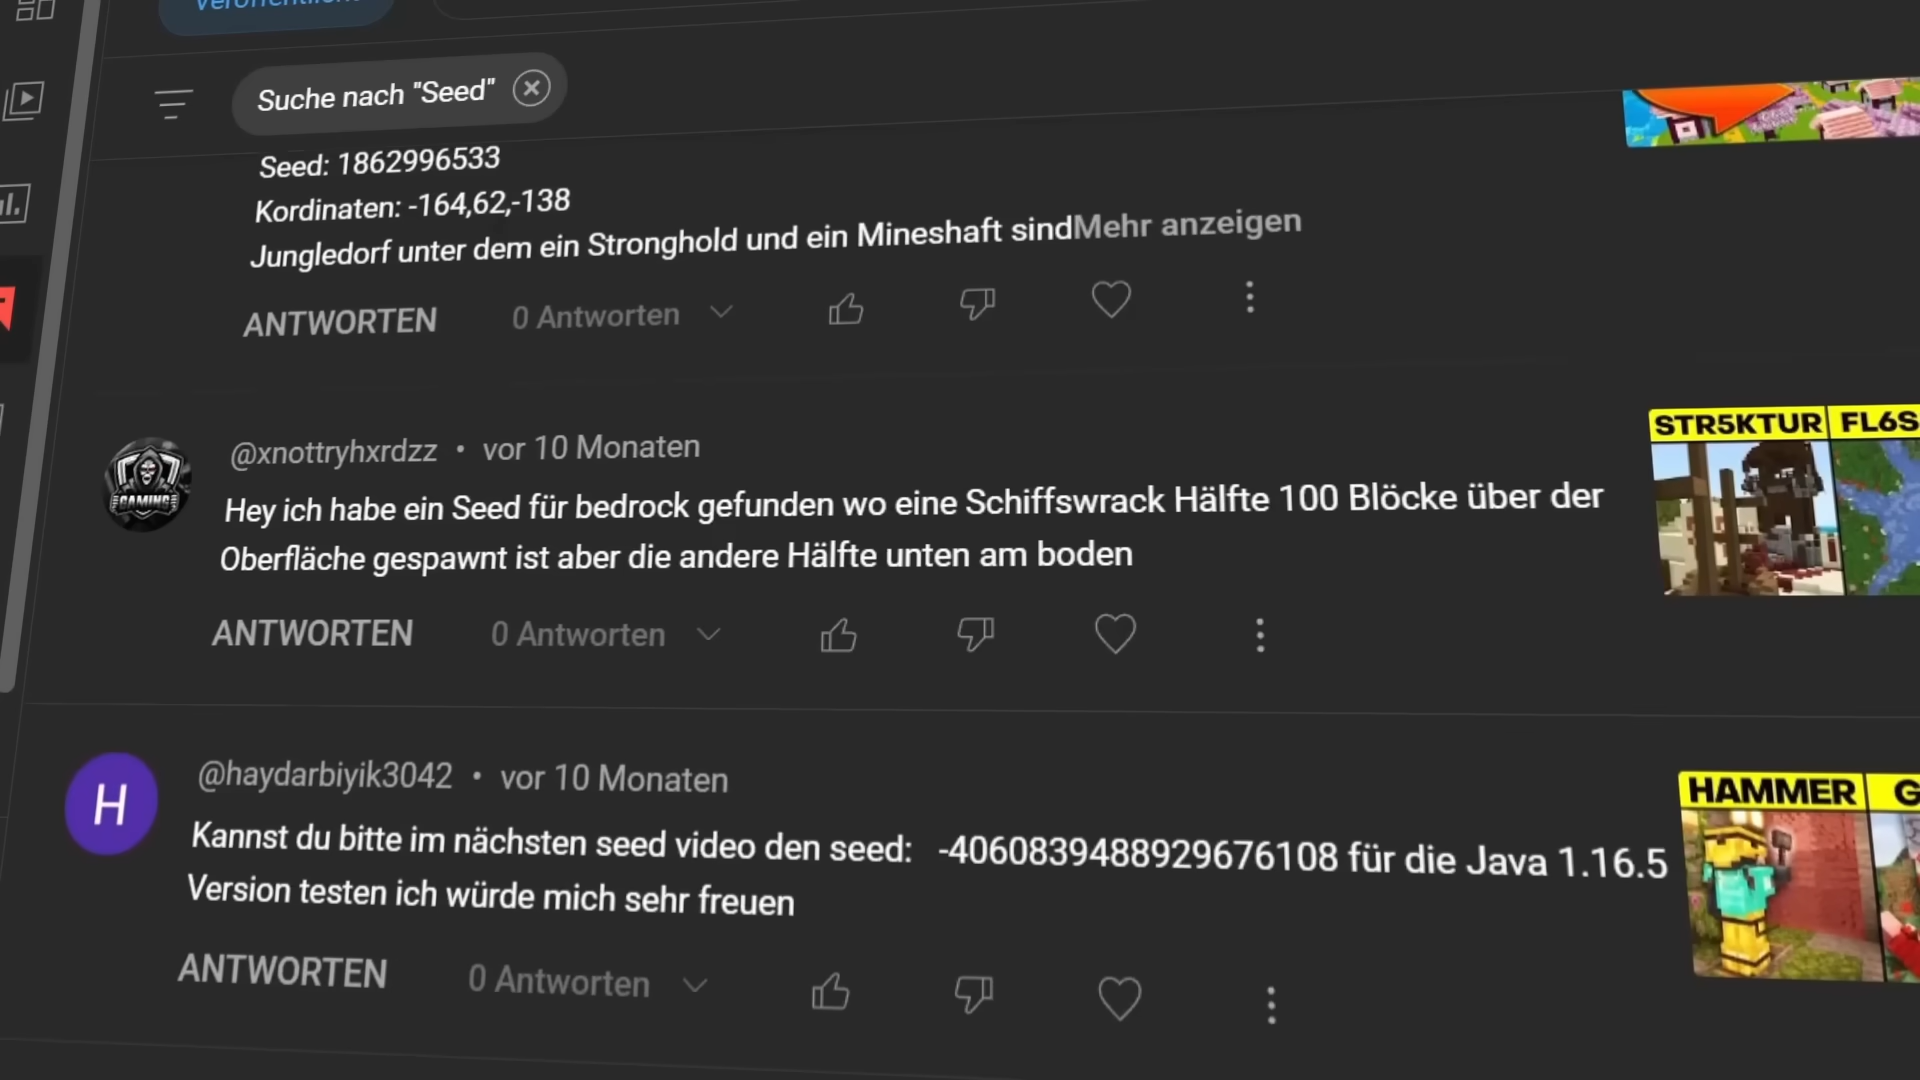 Suche nach "Seed"
Seed: 1862996533
Kordinaten: -164,62,-138
Jungledorf unter dem ein Stronghold und ein Mineshaft sindMehr anzeigen
ANTWORTEN 0 Antworten
@xnottryhxrdzz • vor 10 Monaten
Hey ich habe ein Seed für bedrock gefunden wo eine Schiffswrack Hälfte 100 Blöcke über der
Oberfläche gespawnt ist aber die andere Hälfte unten am boden
GAMING
STR5KTUR FL6S
ANTWORTEN 0 Antworten
@haydarbiyik3042 • vor 10 Monaten
H
Kannst du bitte im nächsten seed video den seed: -4060839488929676108 für die Java 1.16.5
Version testen ich würde mich sehr freuen
HAMMER G
ANTWORTEN 0 Antworten